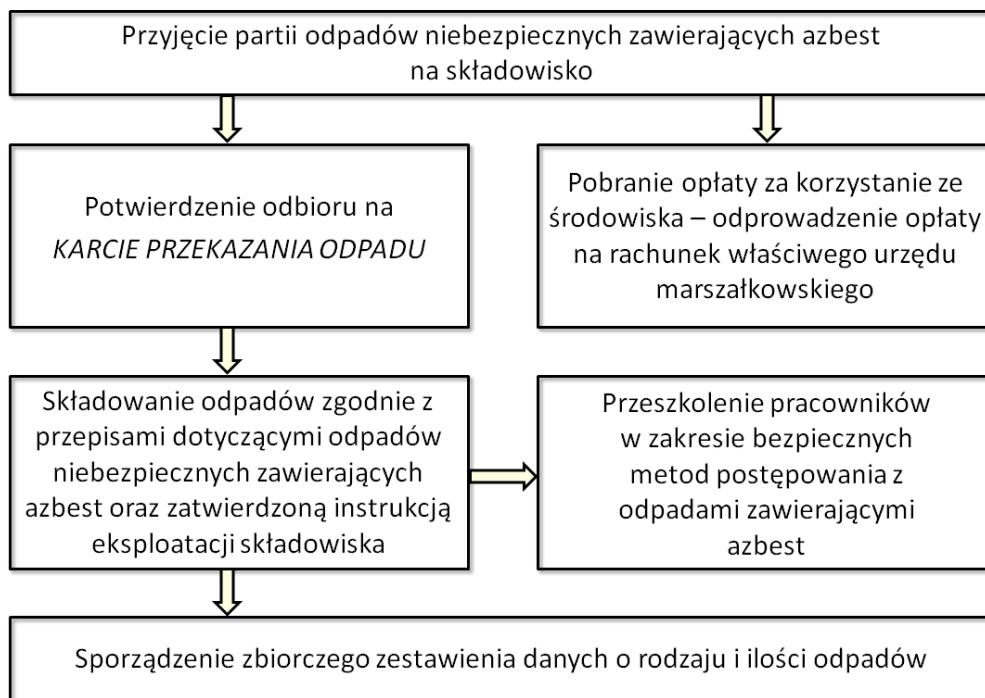 Przyjęcie partii odpadów niebezpiecznych zawierających azbest
na składowisko
Potwierdzenie odbioru na
KARCIE PRZEKAZANIA ODPADU
Pobranie opłaty za korzystanie ze
środowiska – odprowadzenie opłaty
na rachunek właściwego urzędu
marszałkowskiego
Składowanie odpadów zgodnie z
przepisami dotyczącymi odpadów
niebezpiecznych zawierających
azbest oraz zatwierdzoną instrukcją
eksploatacji składowiska
Przeszkolenie pracowników
w zakresie bezpiecznych
metod postępowania z
odpadami zawierającymi
azbest
Sporządzenie zbiorczego zestawienia danych o rodzaju i ilości odpadów